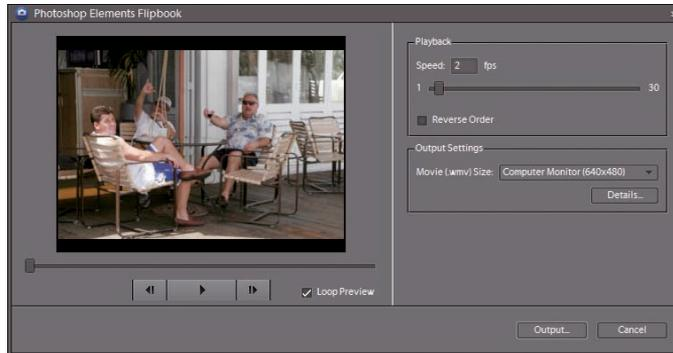 Photoshop Elements Flipbook
Playback
Speed: 2 fps
1 30
Reverse Order
Output Settings
Movie (.wmv) Size: Computer Monitor (640x480)
Details...
Loop Preview
Output... Cancel